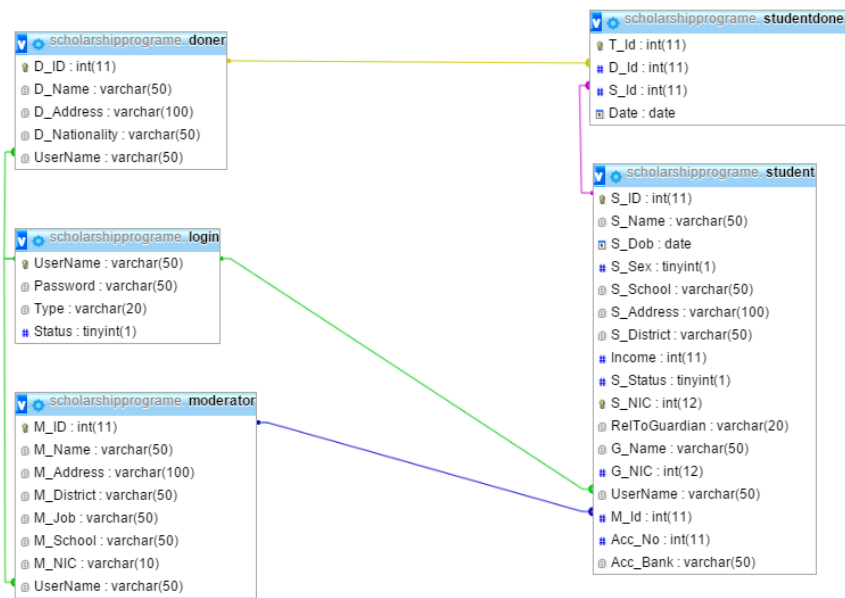 scholarshipprograme. doner
D_ID : int(11)
D_Name : varchar(50)
D_Address : varchar(100)
D_Nationality : varchar(50)
UserName : varchar(50)
scholarshipprograme. login
UserName : varchar(50)
Password : varchar(50)
Type : varchar(20)
# Status : tinyint(1)
scholarshipprograme. moderator
M_ID : int(11)
M_Name : varchar(50)
M_Address : varchar(100)
M_District : varchar(50)
M_Job : varchar(50)
M_School : varchar(50)
M_NIC : varchar(10)
UserName : varchar(50)
scholarshipprograme. studentdone
T_Id : int(11)
# D_Id : int(11)
# S_Id : int(11)
Date : date
scholarshipprograme. student
S_ID : int(11)
S_Name : varchar(50)
S_Dob : date
# S_Sex : tinyint(1)
S_School : varchar(50)
S_Address : varchar(100)
S_District : varchar(50)
# Income : int(11)
# S_Status : tinyint(1)
S_NIC : int(12)
RelToGuardian : varchar(20)
G_Name : varchar(50)
# G_NIC : int(12)
UserName : varchar(50)
# M_Id : int(11)
# Acc_No : int(11)
Acc_Bank : varchar(50)